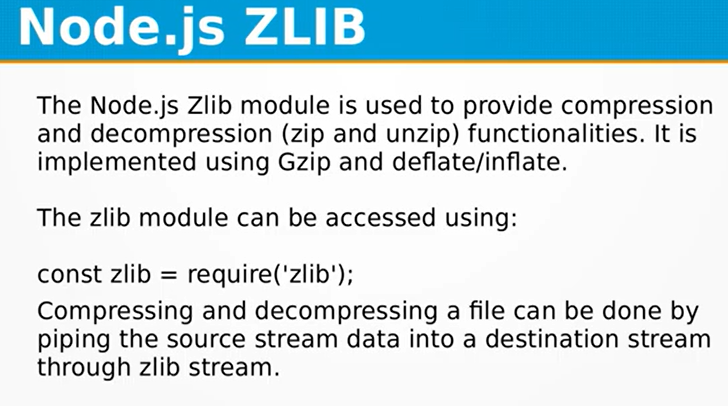 Node.js ZLIB
The Node.js Zlib module is used to provide compression
and decompression (zip and unzip) functionalities. It is
implemented using Gzip and deflate/inflate.
The zlib module can be accessed using:
const zlib = require('zlib');
Compressing and decompressing a file can be done by
piping the source stream data into a destination stream
through zlib stream.